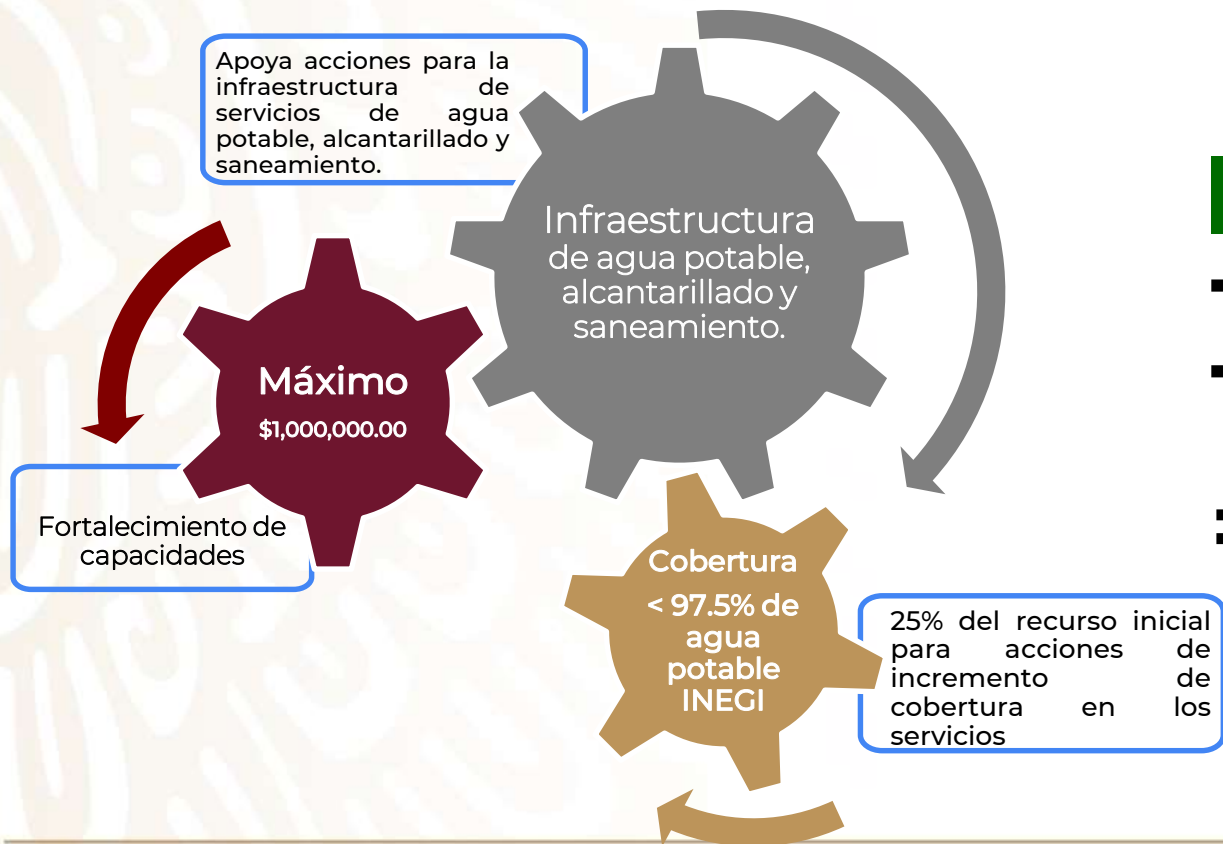 Apoya acciones para la
infraestructura de
servicios de agua
potable, alcantarillado y
saneamiento.
Infraestructura
de agua potable,
alcantarillado y
saneamiento.
Máximo
$1,000,000.00
Fortalecimiento de
capacidades
Cobertura
< 97.5% de
agua
potable
INEGI
25% del recurso inicial
para acciones de
incremento de
cobertura en los
servicios